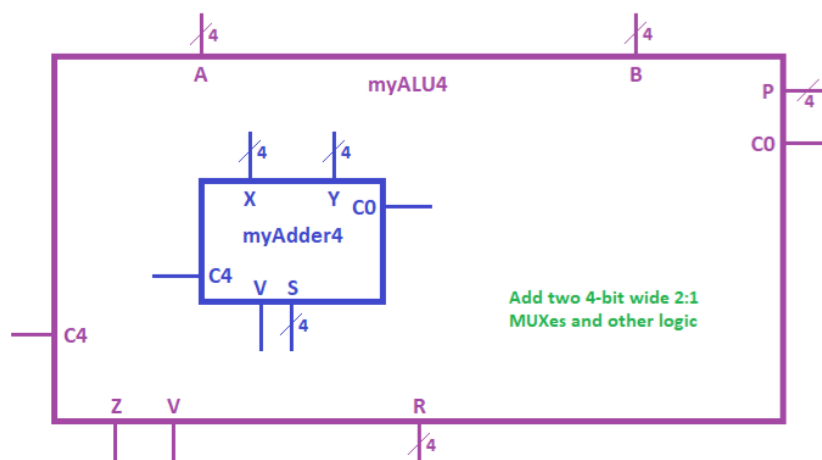 4 4
A B
myALU4 P
4
C0
4 4
X Y
C0
myAdder4
C4
V S
4
Add two 4-bit wide 2:1
MUXes and other logic
C4
Z V R
4